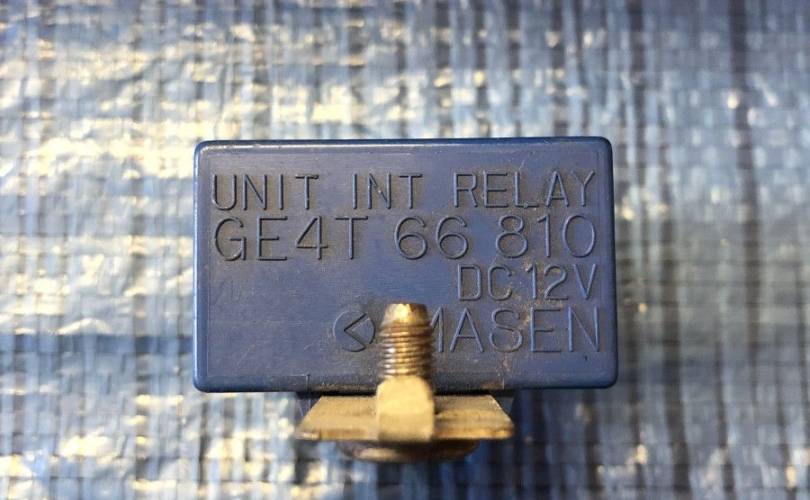 UNIT INT RELAY
GE4T 66 810
DC 12V
MASEN